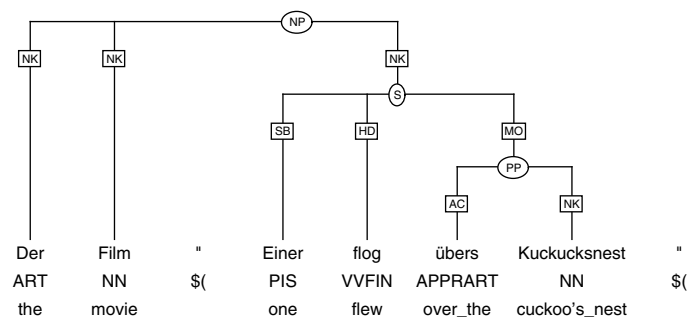 NP
NK NK NK
S
SB HD MO
PP
AC NK
Der Film " Einer flog übers Kuckucksnest "
ART NN $( PIS VVFIN APPRART NN $(
the movie one flew over_the cuckoo's_nest